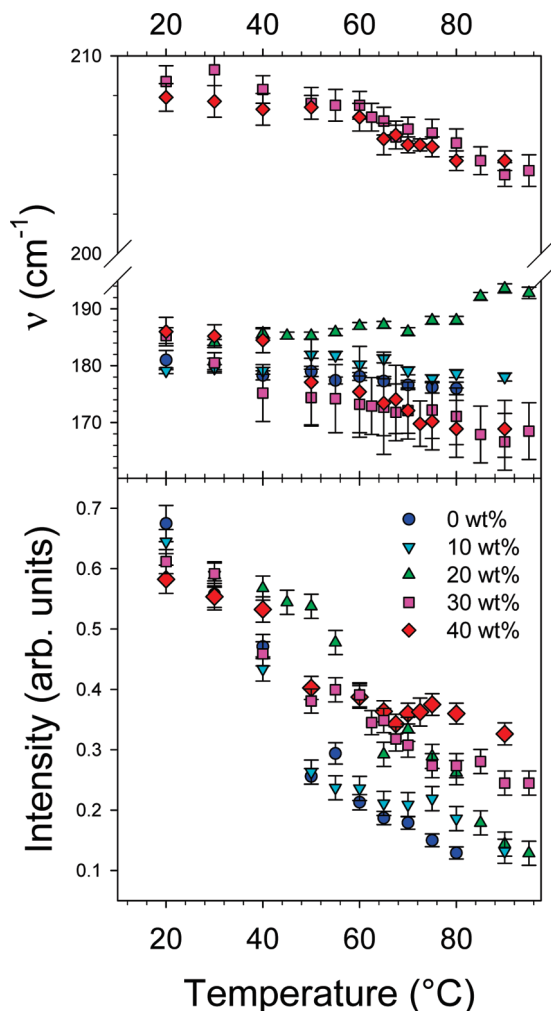 20 40 60 80
210
200
ν (cm⁻¹)
190
180
170
0.7
0.6
0.5
0.4
0.3
0.2
0.1
Intensity (arb. units)
0 wt%
10 wt%
20 wt%
30 wt%
40 wt%
20 40 60 80
Temperature (°C)